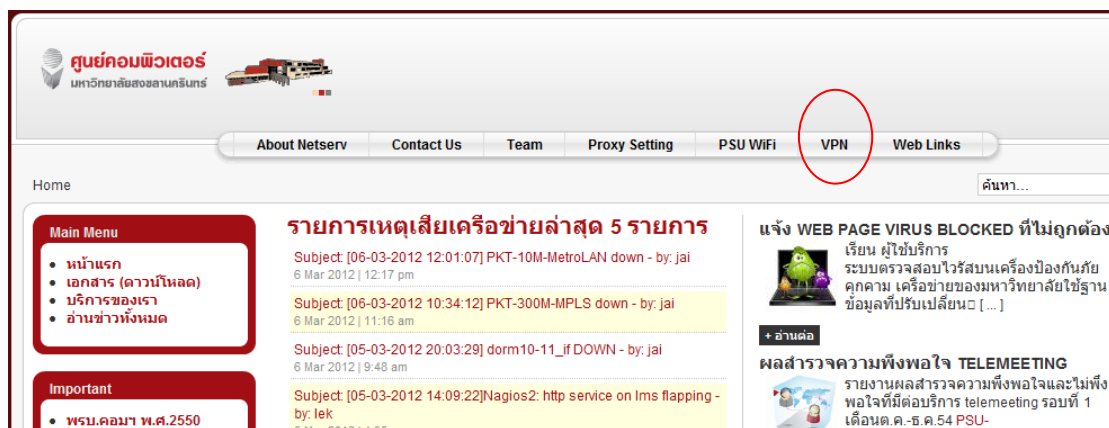 ศูนย์คอมพิวเตอร์
มหาวิทยาลัยสงขลานครินทร์
About Netserv Contact Us Team Proxy Setting PSU WiFi VPN Web Links
Home
ค้นหา...
Main Menu
หน้าแรก
เอกสาร (ดาวน์โหลด)
บริการของเรา
อ่านข่าวทั้งหมด
Important
พรบ.คอมฯ พ.ศ.2550
รายการเหตุเสียเครือข่ายล่าสุด 5 รายการ
Subject: [06-03-2012 12:01:07] PKT-10M-MetroLAN down - by: jai
6 Mar 2012 | 12:17 pm
Subject: [06-03-2012 10:34:12] PKT-300M-MPLS down - by: jai
6 Mar 2012 | 11:16 am
Subject: [05-03-2012 20:03:29] dorm10-11_if DOWN - by: jai
6 Mar 2012 | 9:48 am
Subject: [05-03-2012 14:09:22]Nagios2: http service on lms flapping -
by: lek
แจ้ง WEB PAGE VIRUS BLOCKED ที่ไม่ถูกต้อง
เรียน ผู้ใช้บริการ
ระบบตรวจสอบไวรัสบนเครื่องป้องกันภัย
คุกคาม เครือข่ายของมหาวิทยาลัยใช้ฐาน
ข้อมูลที่ปรับเปลี่ยน [ ... ]
+ อ่านต่อ
ผลสำรวจความพึงพอใจ TELEMEETING
รายงานผลสำรวจความพึงพอใจและไม่พึง
พอใจที่มีต่อบริการ telemeeting รอบที่ 1
เดือนต.ค.-ธ.ค.54 PSU-